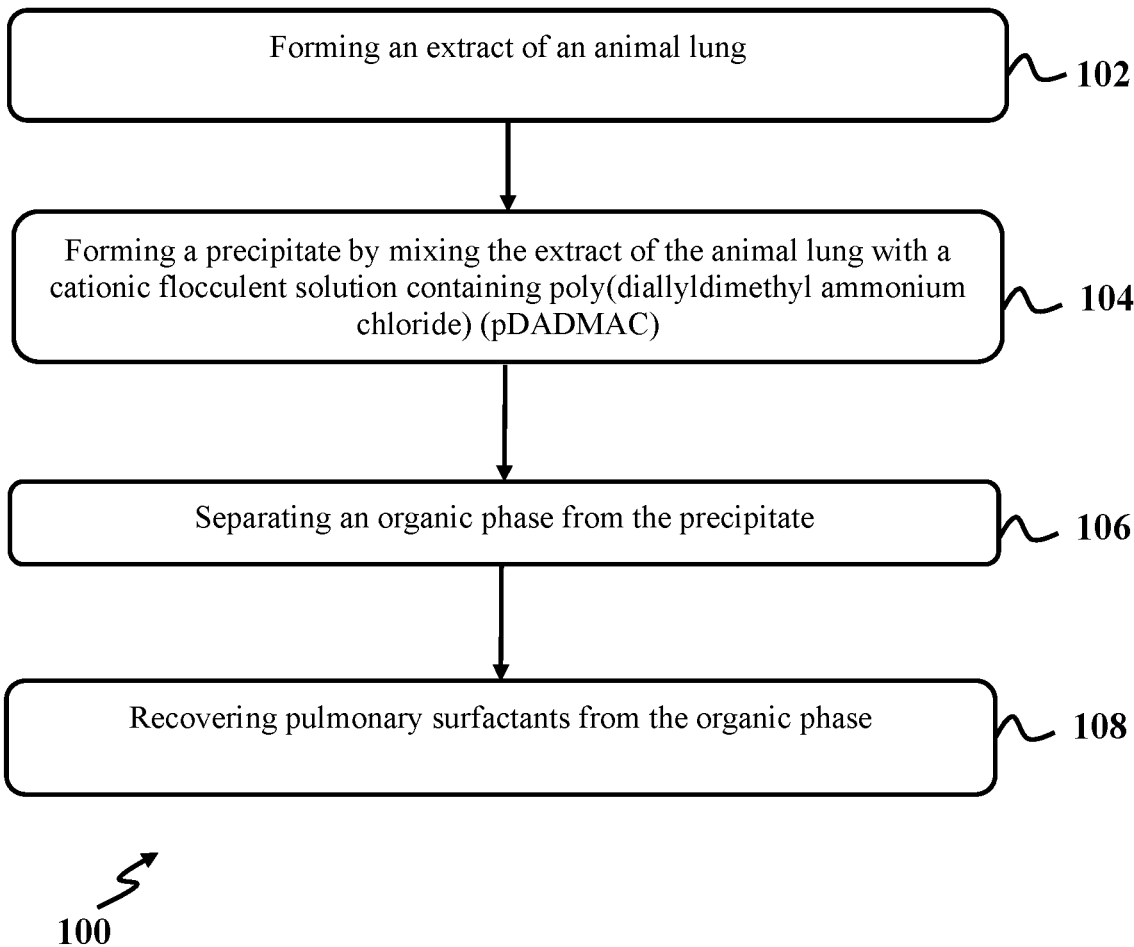 Forming an extract of an animal lung
102
Forming a precipitate by mixing the extract of the animal lung with a
cationic flocculent solution containing poly(diallyldimethyl ammonium
chloride) (pDADMAC)
104
Separating an organic phase from the precipitate
106
Recovering pulmonary surfactants from the organic phase
108
100